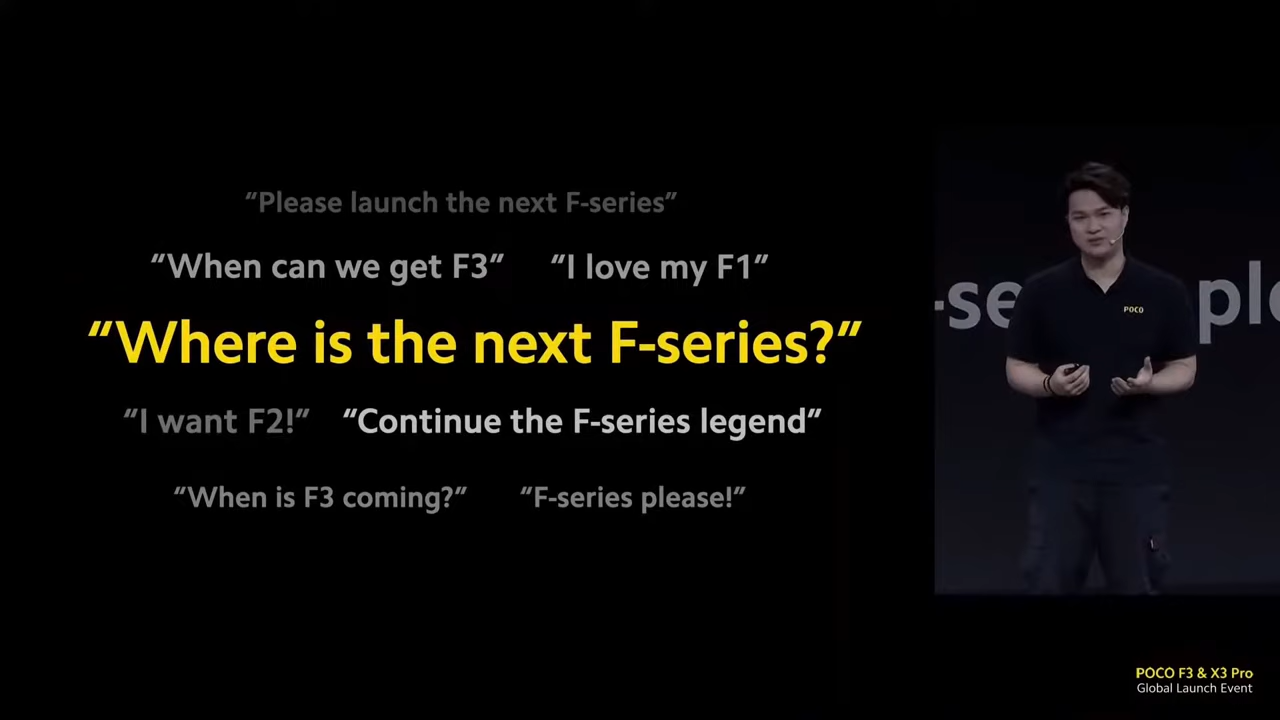 “Please launch the next F-series”
“When can we get F3” “I love my F1”
“Where is the next F-series?”
“I want F2!” “Continue the F-series legend”
“When is F3 coming?” “F-series please!”
POCO
POCO F3 & X3 Pro
Global Launch Event